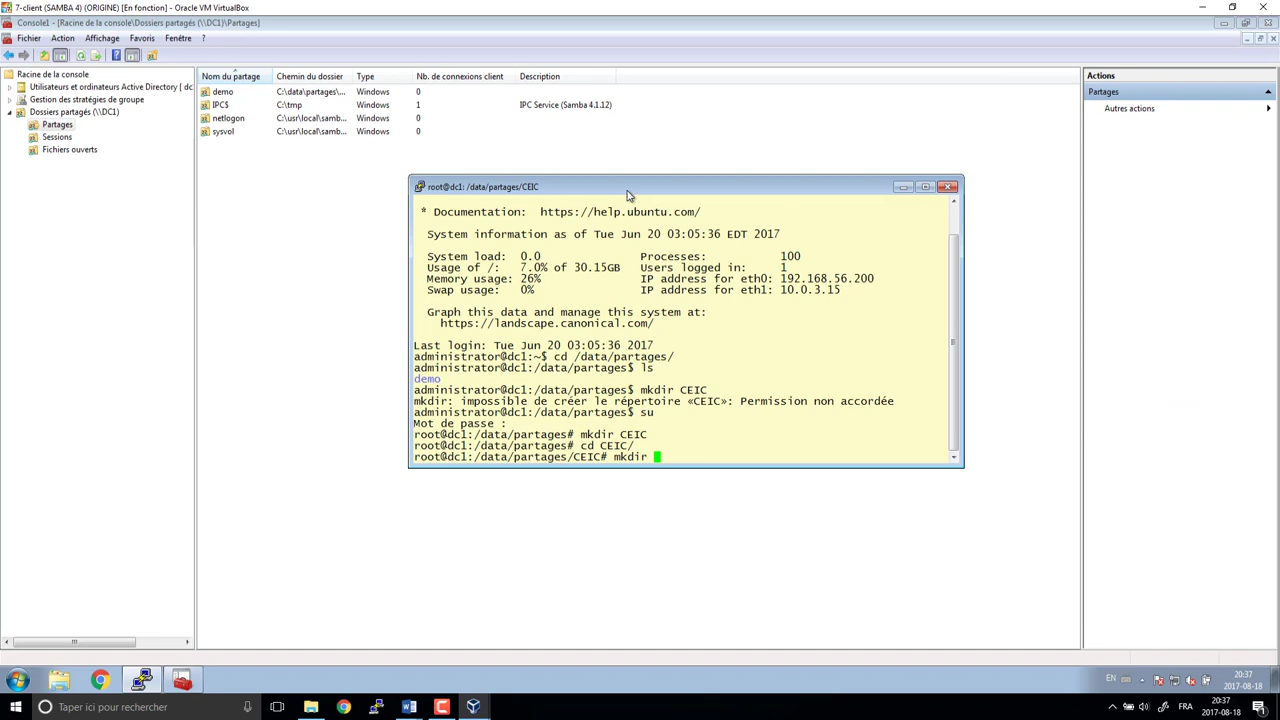 7-client (SAMBA 4) (ORIGINE) [En fonction] - Oracle VM VirtualBox
Console1 - [Racine de la console\Dossiers partagés (\\DC1)\Partages]
Fichier Action Affichage Favoris Fenêtre ?
Racine de la console
Utilisateurs et ordinateurs Active Directory [ dc
Gestion des stratégies de groupe
Dossiers partagés (\\DC1)
Partages
Sessions
Fichiers ouverts
Nom du partage Chemin du dossier Type Nb. de connexions client Description
demo C:\data\partages\... Windows 0
IPC$ C:\tmp Windows 1 IPC Service (Samba 4.1.12)
netlogon C:\usr\local\samb... Windows 0
sysvol C:\usr\local\samb... Windows 0
Actions
Partages
Autres actions
root@dc1: /data/partages/CEIC
* Documentation: https://help.ubuntu.com/
System information as of Tue Jun 20 03:05:36 EDT 2017
System load: 0.0 Processes: 100
Usage of /: 7.0% of 30.15GB Users logged in: 1
Memory usage: 26% IP address for eth0: 192.168.56.200
Swap usage: 0% IP address for eth1: 10.0.3.15
Graph this data and manage this system at:
https://landscape.canonical.com/
Last login: Tue Jun 20 03:05:36 2017
administrator@dc1:~$ cd /data/partages/
administrator@dc1:/data/partages$ ls
demo
administrator@dc1:/data/partages$ mkdir CEIC
mkdir: impossible de créer le répertoire «CEIC»: Permission non accordée
administrator@dc1:/data/partages$ su
Mot de passe :
root@dc1:/data/partages# mkdir CEIC
root@dc1:/data/partages# cd CEIC/
root@dc1:/data/partages/CEIC# mkdir
EN 20:37
2017-08-18
Taper ici pour rechercher
FRA 20:37
2017-08-18